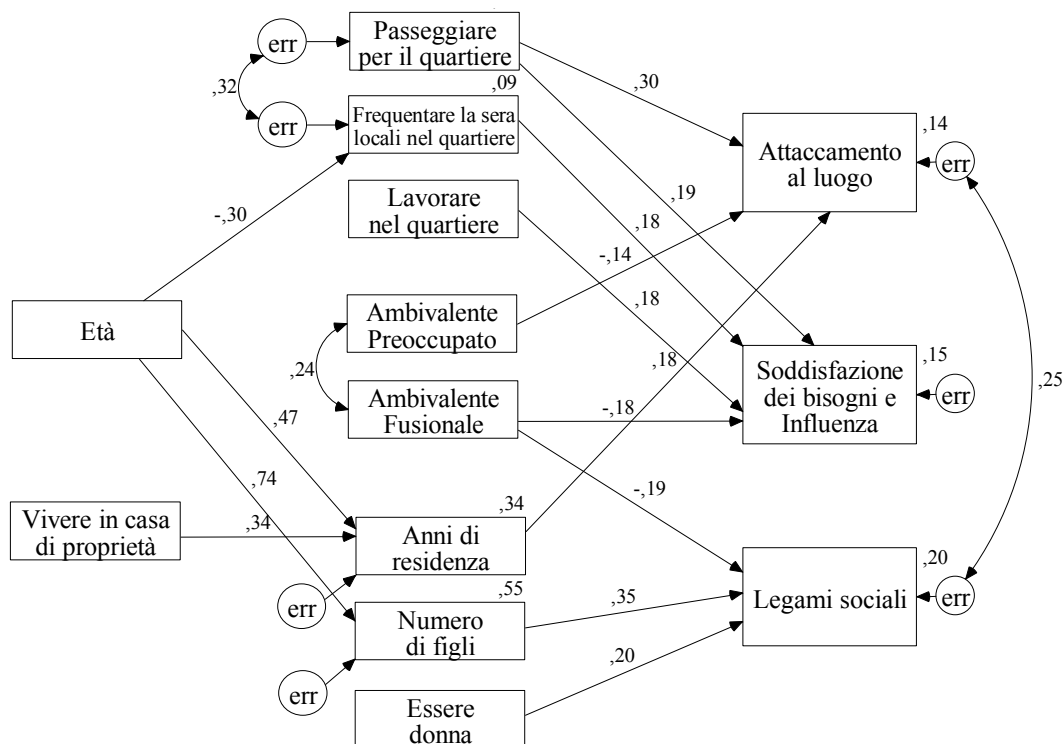 err
Passeggiare
per il quartiere
,32
,09
,30
err
Frequentare la sera
locali nel quartiere
,14
Attaccamento
al luogo
err
Lavorare
nel quartiere
-,30
,19
,18
-,14
,18
Età
Ambivalente
Preoccupato
,24
,18
,15
Soddisfazione
dei bisogni e
Influenza
err
,25
Ambivalente
Fusionale
-,18
,47
,74
-,19
Vivere in casa
di proprietà
,34
,34
Anni di
residenza
,20
Legami sociali
err
err
,55
,35
Numero
di figli
,20
err
Essere
donna